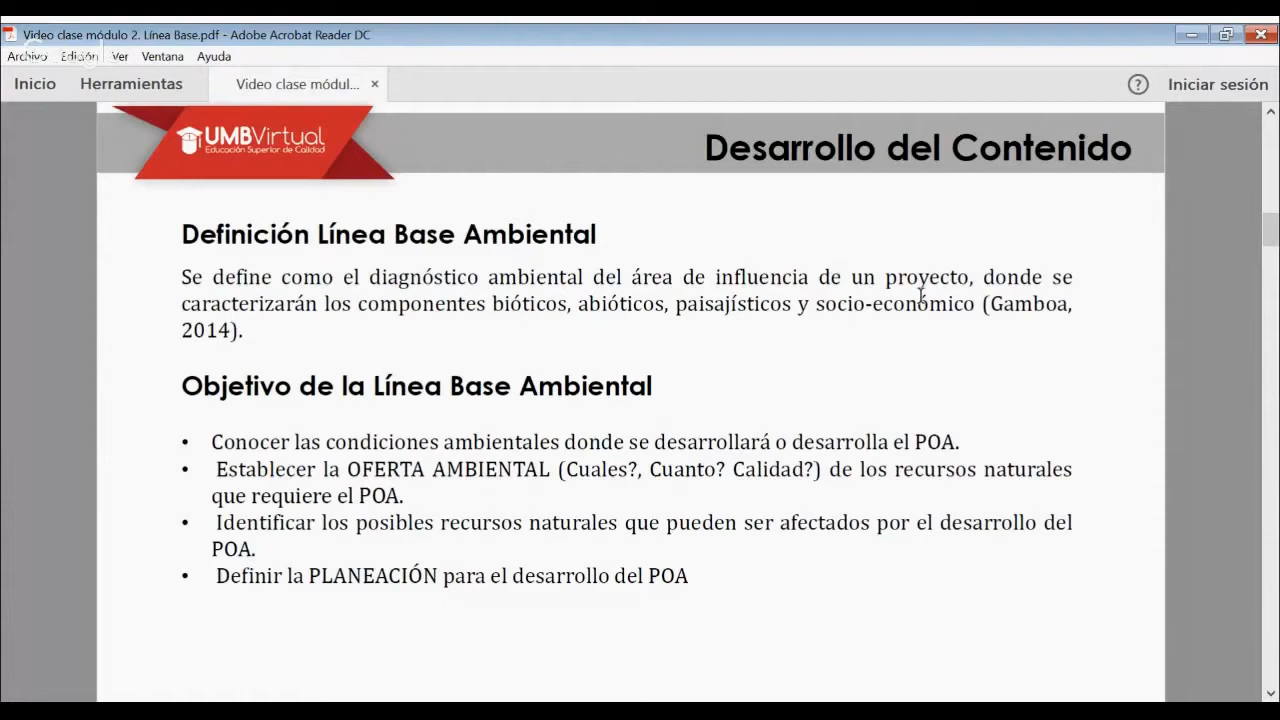 Video clase módulo 2. Línea Base.pdf - Adobe Acrobat Reader DC
Archivo Edición Ver Ventana Ayuda
Inicio Herramientas Video clase módul... × ? Iniciar sesión
UMBVirtual
Educación Superior de Calidad
Desarrollo del Contenido
Definición Línea Base Ambiental
Se define como el diagnóstico ambiental del área de influencia de un proyecto, donde se
caracterizarán los componentes bióticos, abióticos, paisajísticos y socio-económico (Gamboa,
2014).
Objetivo de la Línea Base Ambiental
• Conocer las condiciones ambientales donde se desarrollará o desarrolla el POA.
• Establecer la OFERTA AMBIENTAL (Cuales?, Cuanto? Calidad?) de los recursos naturales
que requiere el POA.
• Identificar los posibles recursos naturales que pueden ser afectados por el desarrollo del
POA.
• Definir la PLANEACIÓN para el desarrollo del POA